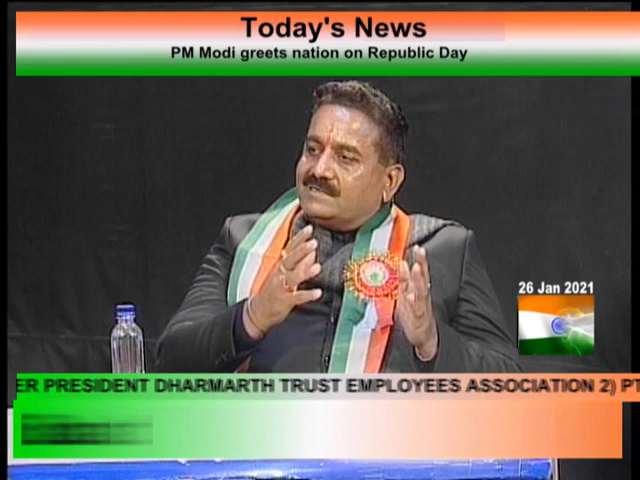 Today's News
PM Modi greets nation on Republic Day
26 Jan 2021
ER PRESIDENT DHARMARTH TRUST EMPLOYEES ASSOCIATION 2) PT